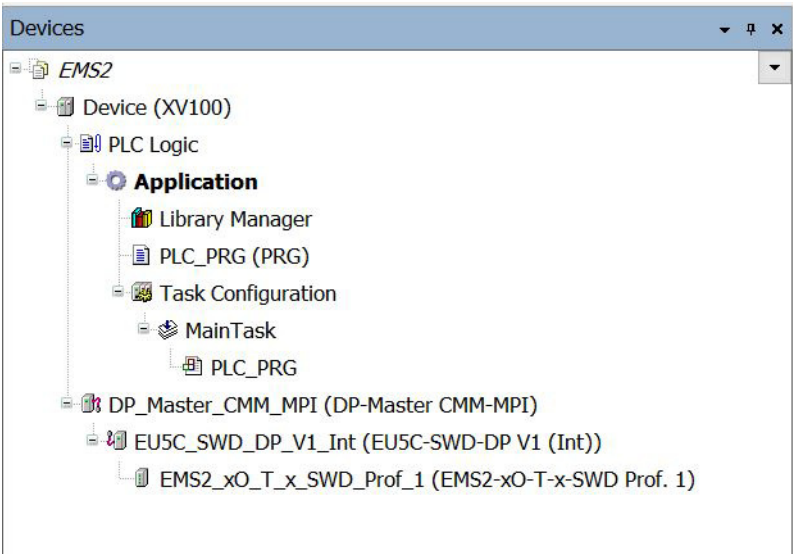 Devices
EMS2
Device (XV100)
PLC Logic
Application
Library Manager
PLC_PRG (PRG)
Task Configuration
MainTask
PLC_PRG
DP_Master_CMM_MPI (DP-Master CMM-MPI)
EU5C_SWD_DP_V1_Int (EU5C-SWD-DP V1 (Int))
EMS2_xO_T_x_SWD_Prof_1 (EMS2-xO-T-x-SWD Prof. 1)